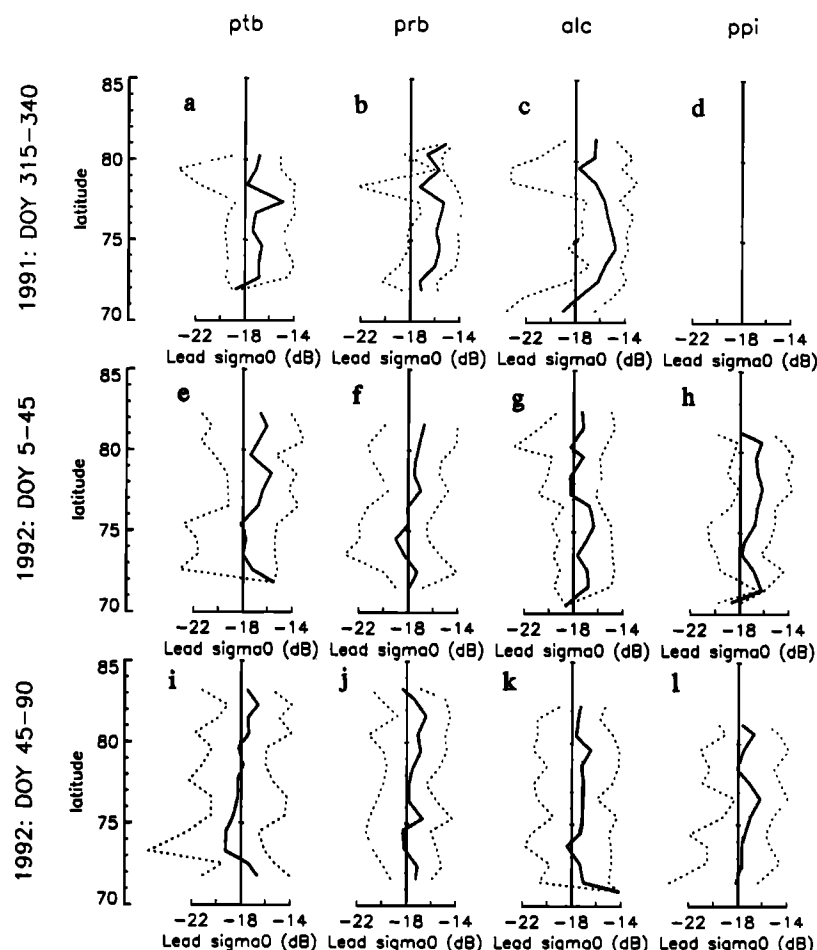 ptb prb alc ppi
1991: DOY 315-340
latitude
85
80
75
70
a b c d
-22 -18 -14 -22 -18 -14 -22 -18 -14 -22 -18 -14
Lead sigma0 (dB) Lead sigma0 (dB) Lead sigma0 (dB) Lead sigma0 (dB)
1992: DOY 5-45
latitude
85
80
75
70
e f g h
-22 -18 -14 -22 -18 -14 -22 -18 -14 -22 -18 -14
Lead sigma0 (dB) Lead sigma0 (dB) Lead sigma0 (dB) Lead sigma0 (dB)
1992: DOY 45-90
latitude
85
80
75
70
i j k l
-22 -18 -14 -22 -18 -14 -22 -18 -14 -22 -18 -14
Lead sigma0 (dB) Lead sigma0 (dB) Lead sigma0 (dB) Lead sigma0 (dB)